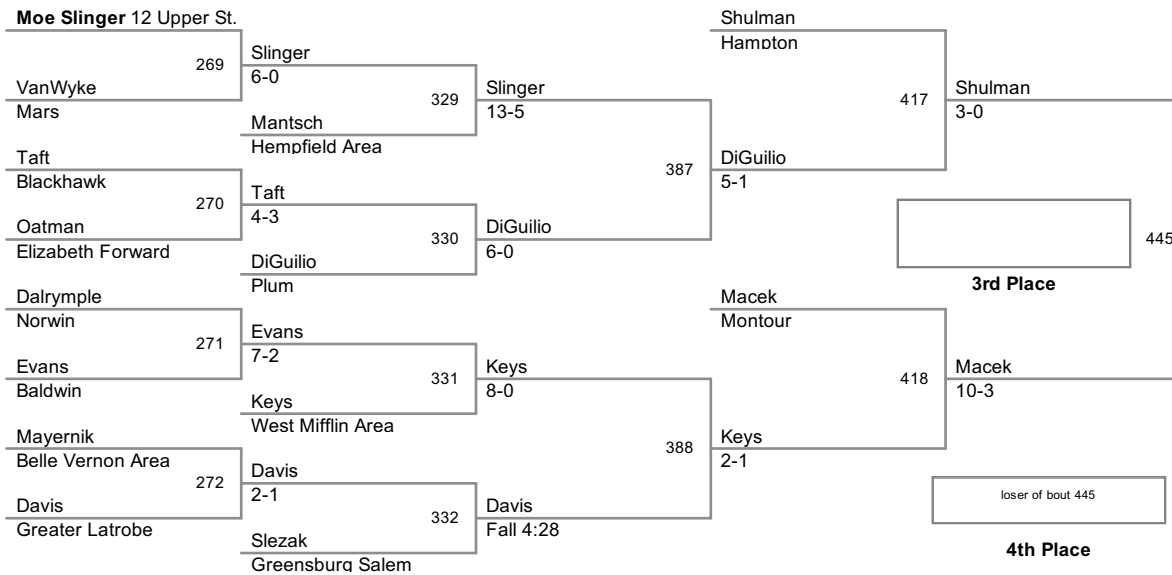 Moe Slinger 12 Upper St.
269
VanWyke
Mars
Taft
Blackhawk
270
Oatman
Elizabeth Forward
Dalrymple
Norwin
271
Evans
Baldwin
Mayernik
Belle Vernon Area
272
Davis
Greater Latrobe
Slinger
6-0
329
Mantsch
Hempfield Area
Taft
4-3
330
DiGuilio
Plum
Evans
7-2
331
Keys
West Mifflin Area
Davis
2-1
332
Slezak
Greensburg Salem
Slinger
13-5
387
DiGuilio
6-0
Keys
8-0
388
Davis
Fall 4:28
Shulman
Hampton
417
DiGuilio
5-1
Macek
Montour
418
Keys
2-1
Shulman
3-0
445
3rd Place
Macek
10-3
loser of bout 445
4th Place